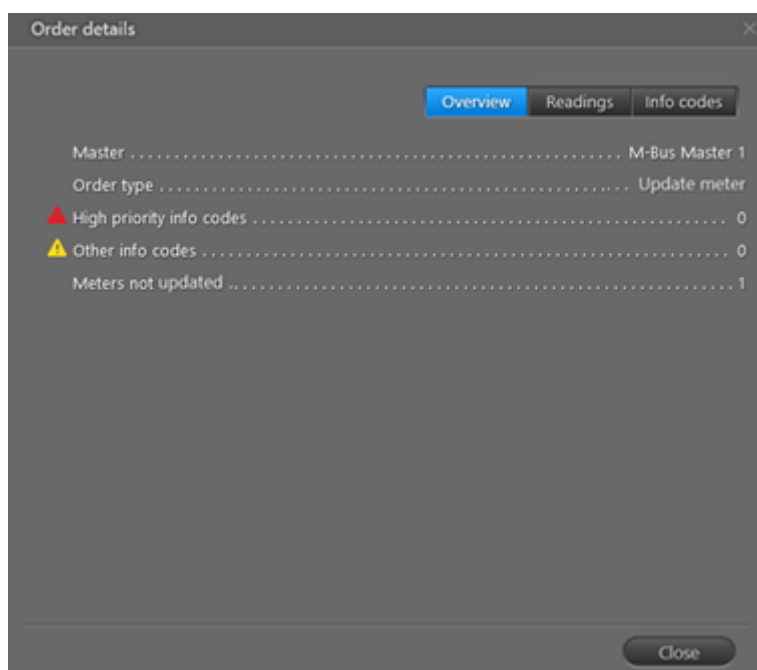 Order details
Overview Readings Info codes
Master ........................................................ M-Bus Master 1
Order type ........................................................ Update meter
High priority info codes ........................................................ 0
Other info codes ........................................................ 0
Meters not updated ........................................................ 1
Close